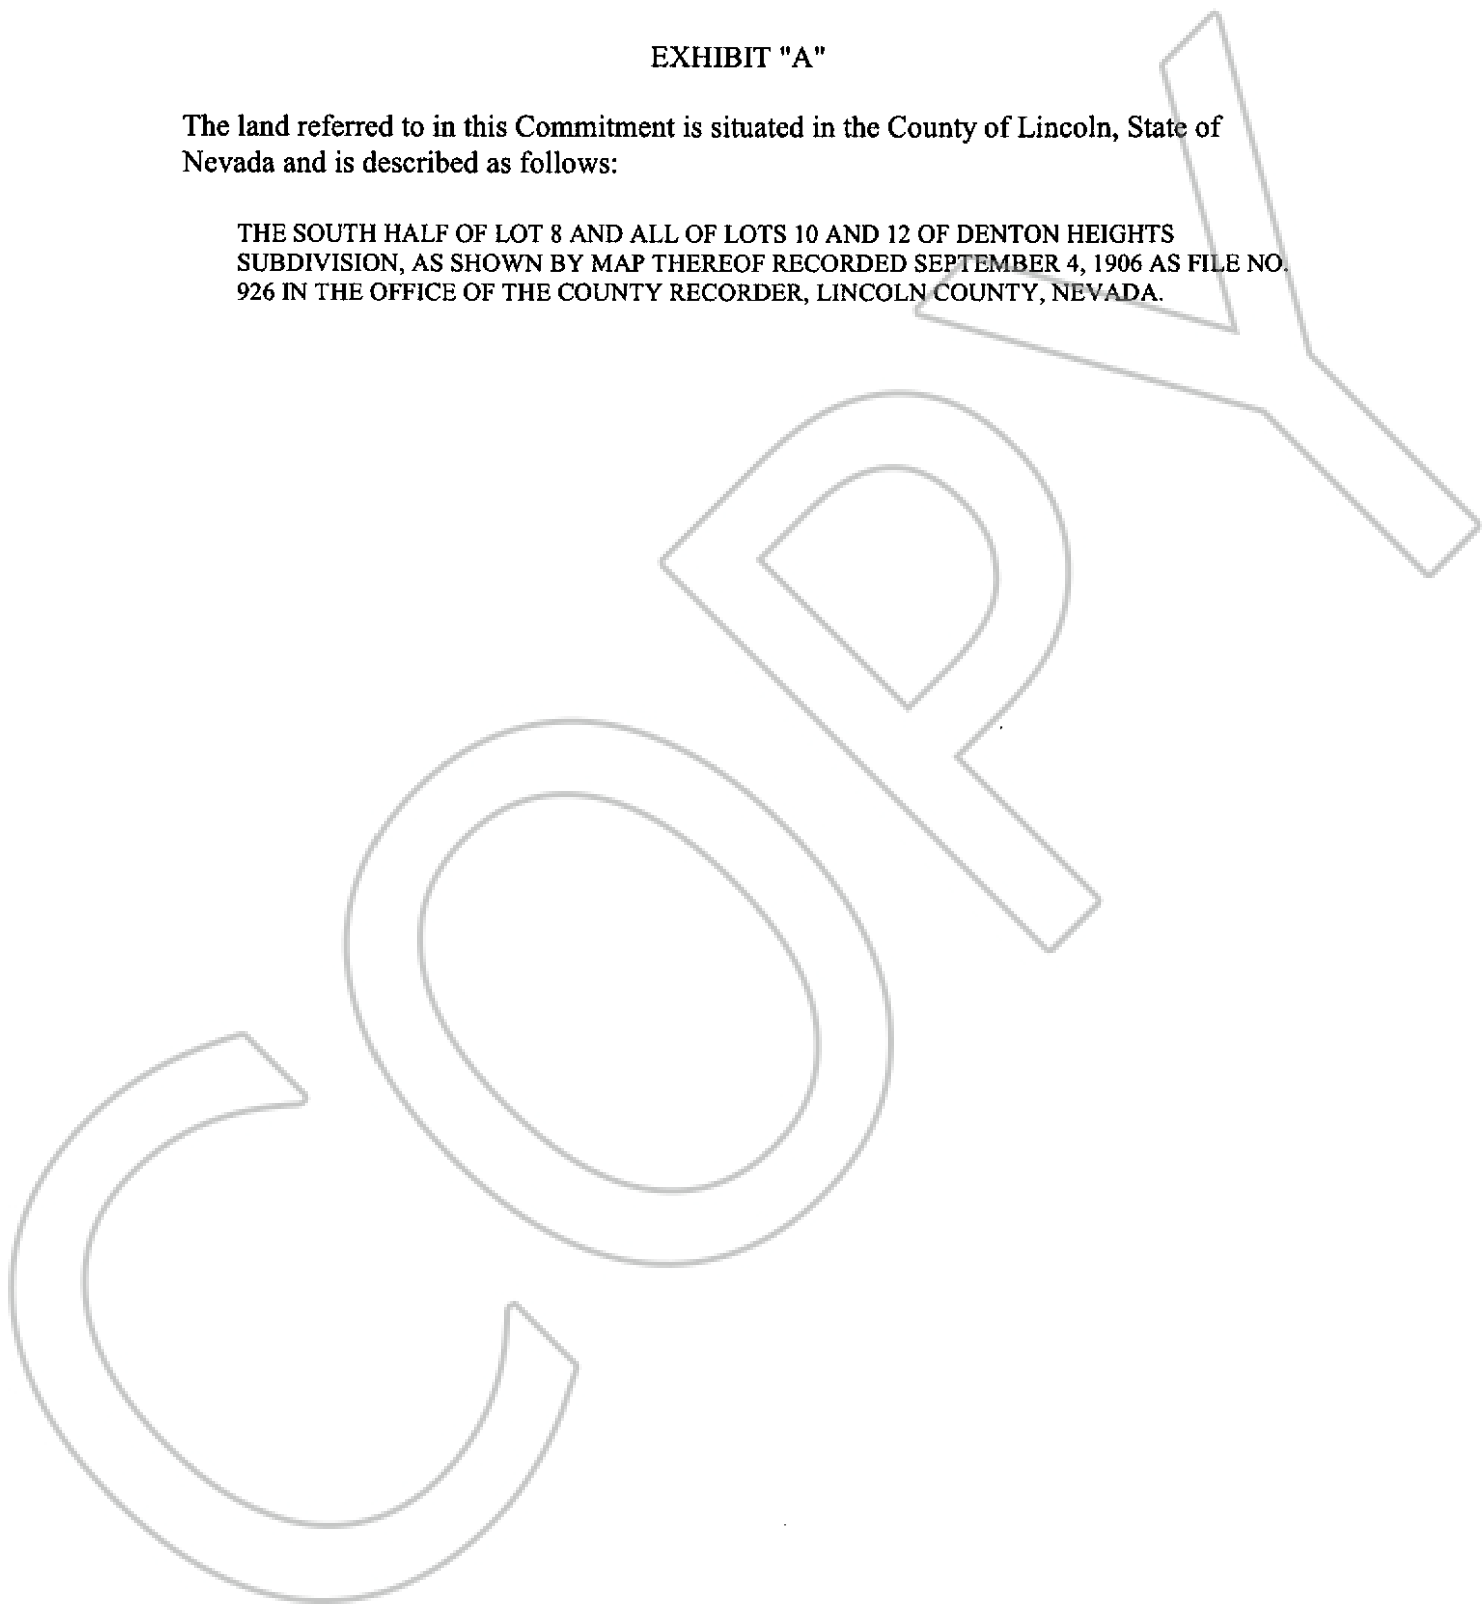 EXHIBIT "A"
The land referred to in this Commitment is situated in the County of Lincoln, State of
Nevada and is described as follows:
THE SOUTH HALF OF LOT 8 AND ALL OF LOTS 10 AND 12 OF DENTON HEIGHTS
SUBDIVISION, AS SHOWN BY MAP THEREOF RECORDED SEPTEMBER 4, 1906 AS FILE NO.
926 IN THE OFFICE OF THE COUNTY RECORDER, LINCOLN COUNTY, NEVADA.
COPY